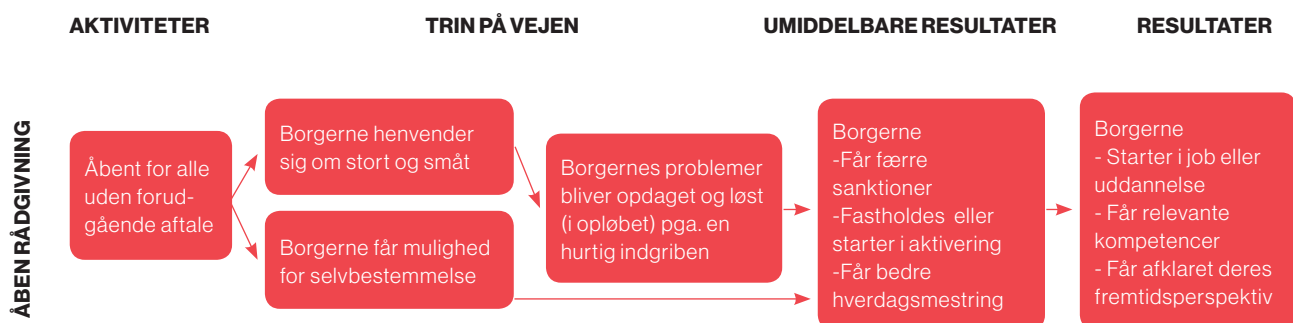 AKTIVITETER
TRIN PÅ VEJEN
UMIDDELBARE RESULTATER
RESULTATER
ÅBEN RÅDGIVNING
Åbent for alle
uden forud-
gående aftale
Borgerne henvender
sig om stort og småt
Borgerne får mulighed
for selvbestemmelse
Borgernes problemer
bliver opdaget og løst
(i opløbet) pga. en
hurtig indgriben
Borgerne
-Får færre
sanktioner
-Fastholdes eller
starter i aktivering
-Får bedre
hverdagsmestring
Borgerne
- Starter i job eller
uddannelse
- Får relevante
kompetencer
- Får afklaret deres
fremtidsperspektiv